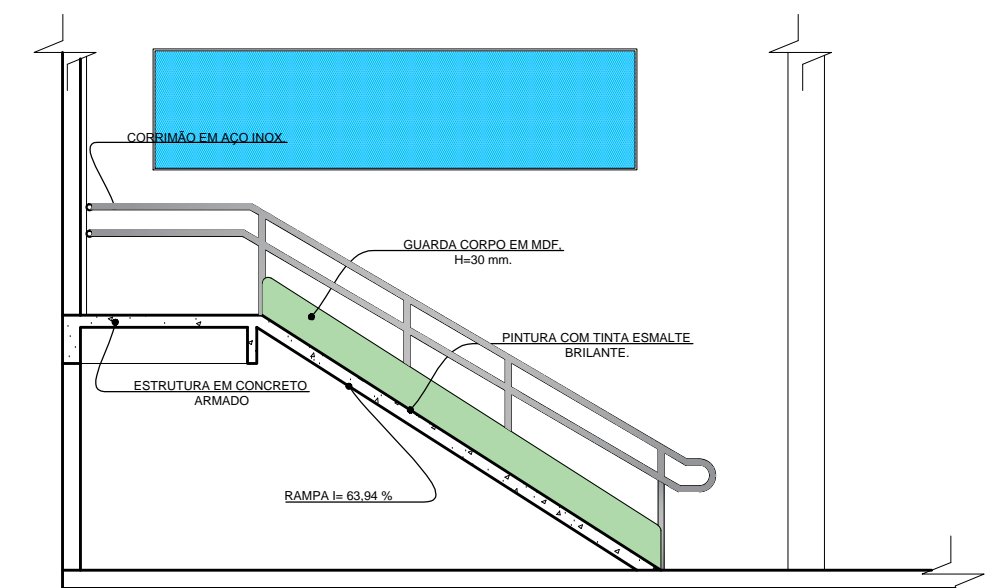 CORRIMÃO EM AÇO INOX.
GUARDA CORPO EM MDF,
H=30 mm.
PINTURA COM TINTA ESMALTE
BRILANTE.
ESTRUTURA EM CONCRETO
ARMADO
RAMPA I= 63,94 %